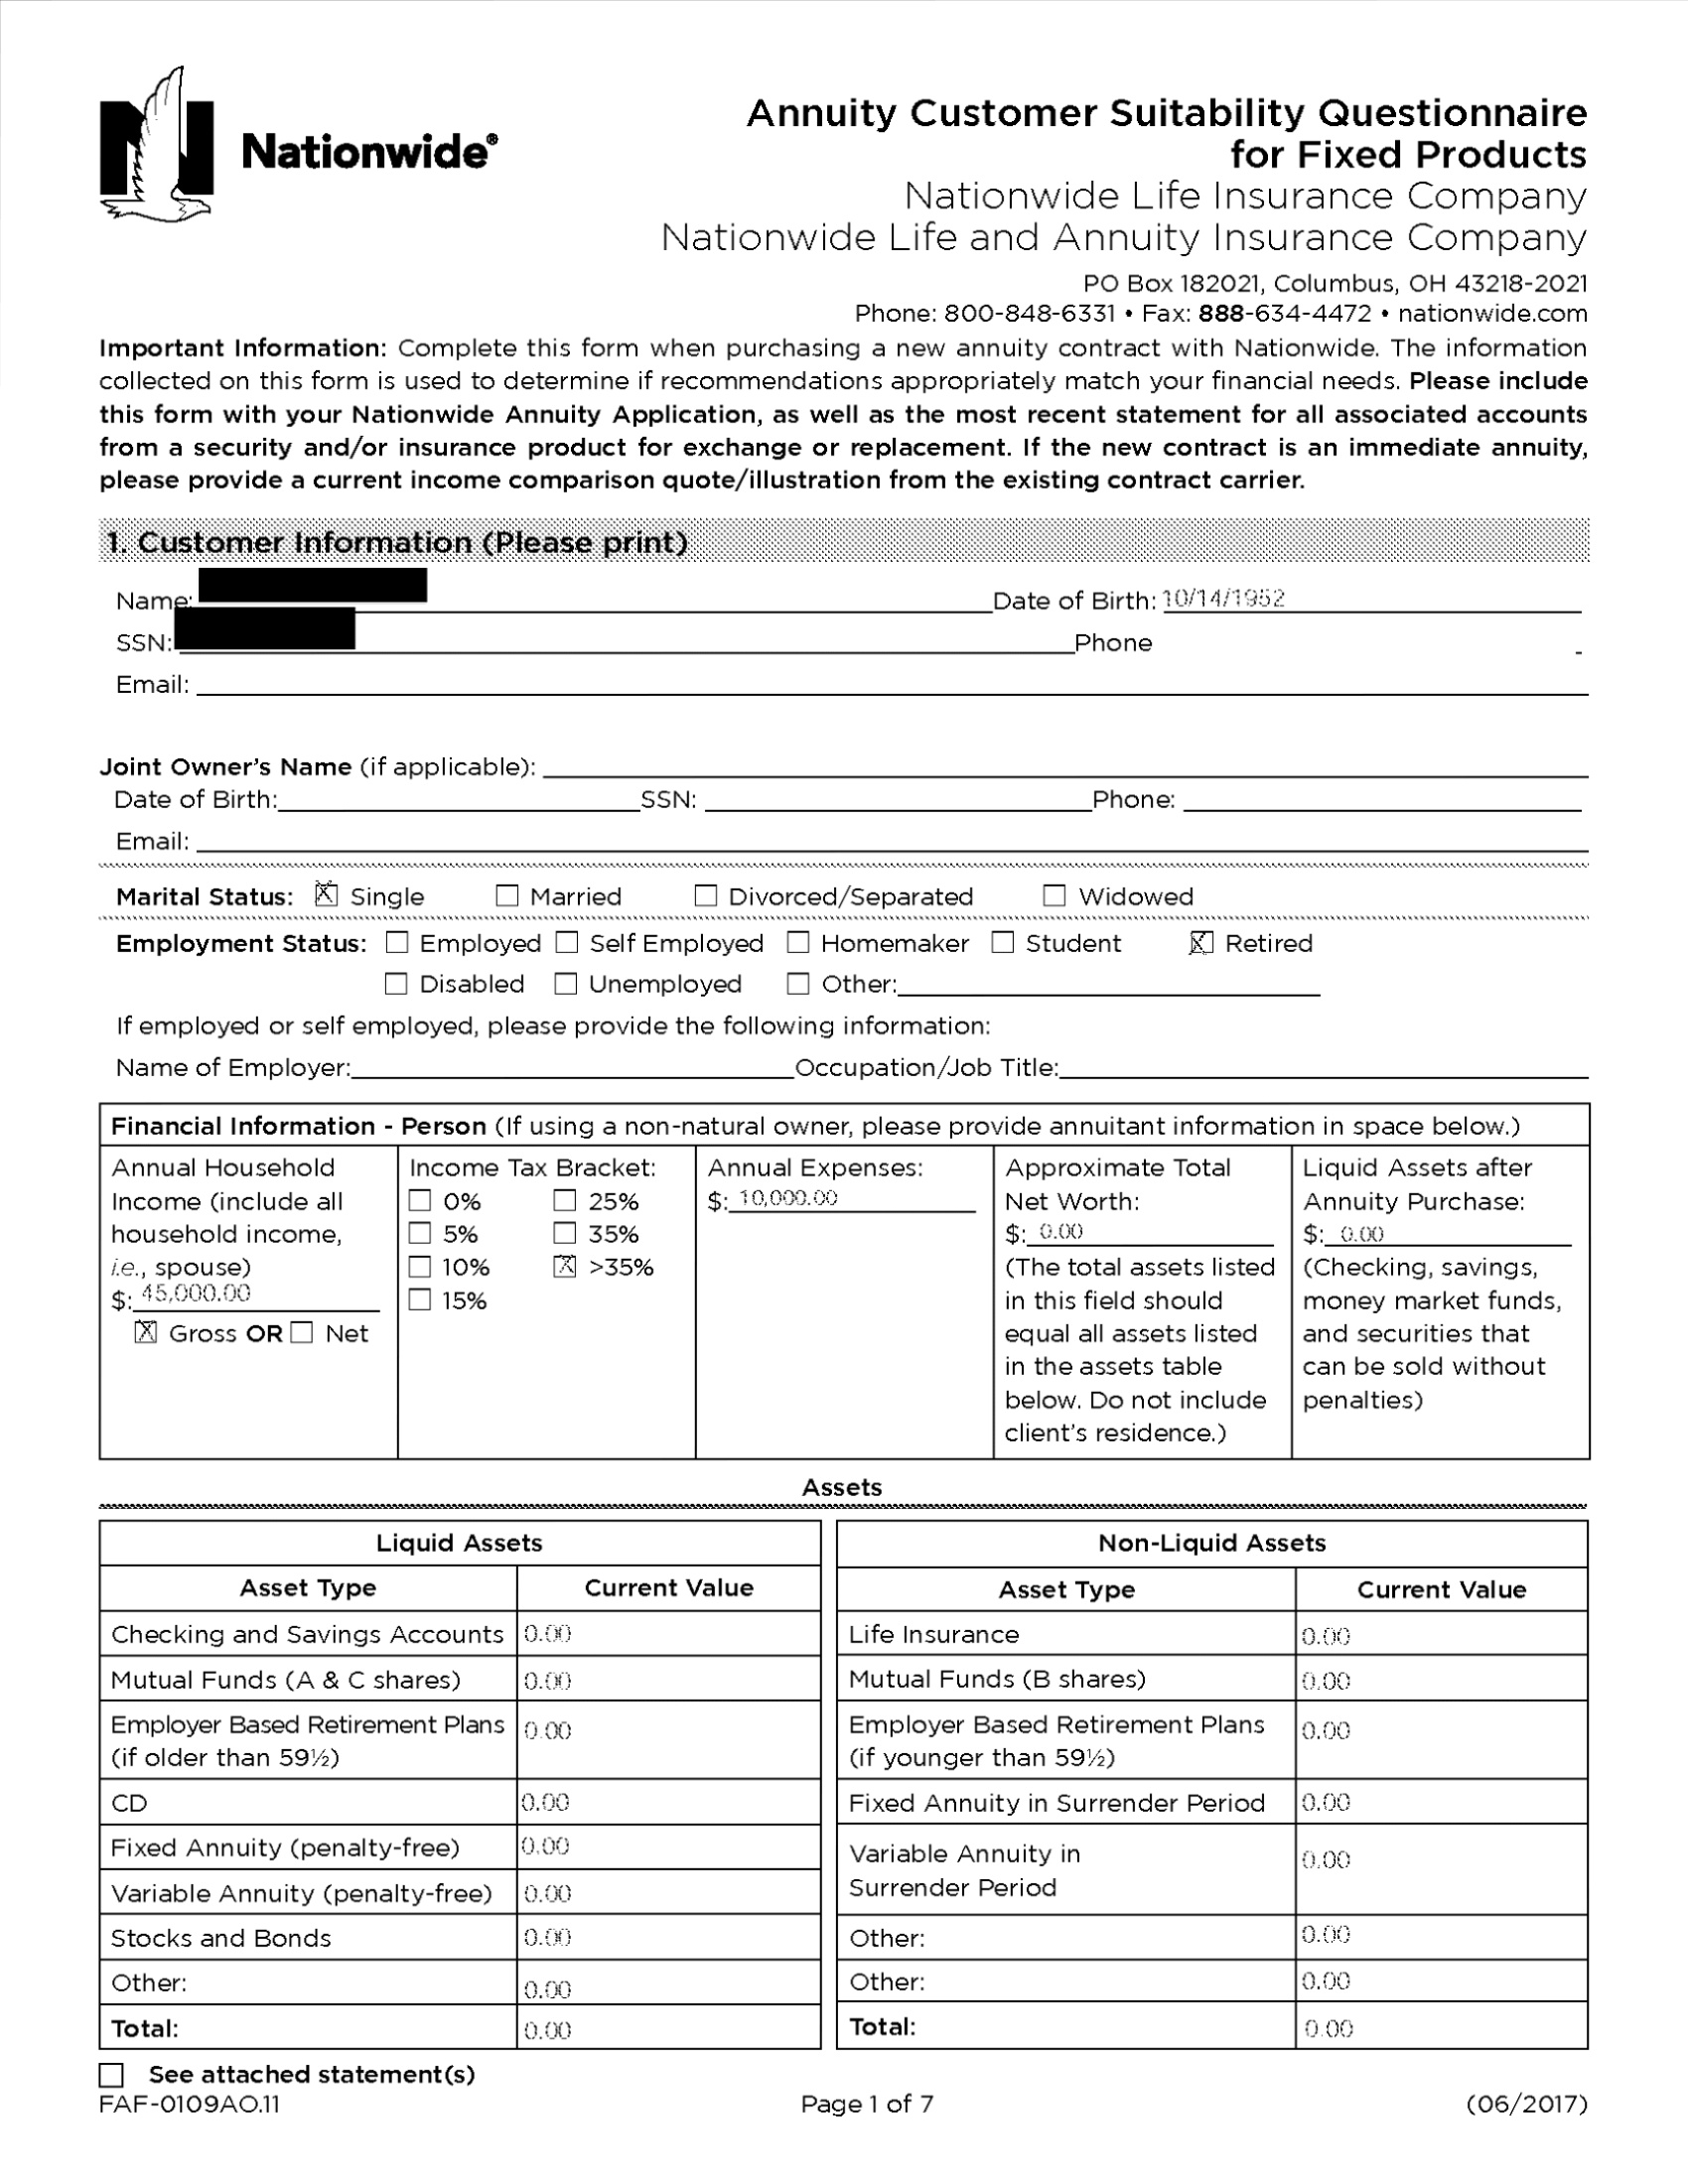 Nationwide®
Annuity Customer Suitability Questionnaire
for Fixed Products
Nationwide Life Insurance Company
Nationwide Life and Annuity Insurance Company
PO Box 182021, Columbus, OH 43218-2021
Phone: 800-848-6331 • Fax: 888-634-4472 • nationwide.com
Important Information: Complete this form when purchasing a new annuity contract with Nationwide. The information
collected on this form is used to determine if recommendations appropriately match your financial needs. Please include
this form with your Nationwide Annuity Application, as well as the most recent statement for all associated accounts
from a security and/or insurance product for exchange or replacement. If the new contract is an immediate annuity,
please provide a current income comparison quote/illustration from the existing contract carrier.
1. Customer Information (Please print)
Name: Date of Birth: 10/14/1952
SSN: Phone -
Email:
Joint Owner's Name (if applicable):
Date of Birth: SSN: Phone:
Email:
Marital Status: X Single Married Divorced/Separated Widowed
Employment Status: Employed Self Employed Homemaker Student X Retired
Disabled Unemployed Other:
If employed or self employed, please provide the following information:
Name of Employer: Occupation/Job Title:
Financial Information - Person (If using a non-natural owner, please provide annuitant information in space below.)
Annual Household
Income (include all
household income,
i.e., spouse)
$: 45,000.00
X Gross OR Net
Income Tax Bracket:
0% 25%
5% 35%
10% X >35%
15%
Annual Expenses:
$: 10,000.00
Approximate Total
Net Worth:
$: 0.00
(The total assets listed
in this field should
equal all assets listed
in the assets table
below. Do not include
client's residence.)
Liquid Assets after
Annuity Purchase:
$: 0.00
(Checking, savings,
money market funds,
and securities that
can be sold without
penalties)
Assets
Liquid Assets
Asset Type Current Value
Checking and Savings Accounts 0.00
Mutual Funds (A & C shares) 0.00
Employer Based Retirement Plans 0.00
(if older than 59½)
CD 0.00
Fixed Annuity (penalty-free) 0.00
Variable Annuity (penalty-free) 0.00
Stocks and Bonds 0.00
Other: 0.00
Total: 0.00
Non-Liquid Assets
Asset Type Current Value
Life Insurance 0.00
Mutual Funds (B shares) 0.00
Employer Based Retirement Plans 0.00
(if younger than 59½)
Fixed Annuity in Surrender Period 0.00
Variable Annuity in 0.00
Surrender Period
Other: 0.00
Other: 0.00
Total: 0.00
See attached statement(s)
FAF-0109AO.11 Page 1 of 7 (06/2017)